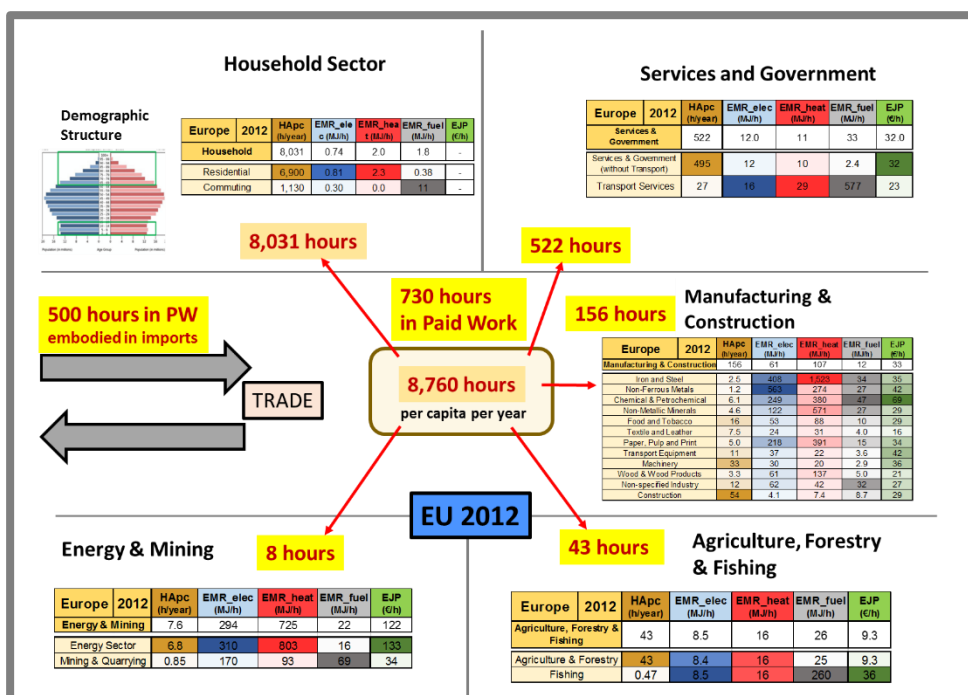 Household Sector
Demographic
Structure
Europe 2012 HApc (h/year) EMR_elec (MJ/h) EMR_heat (MJ/h) EMR_fuel (MJ/h) EJP (€/h)
Household 8,031 0.74 2.0 1.8 -
Residential 6,900 0.81 2.3 0.38 -
Commuting 1,130 0.30 0.0 11 -
Services and Government
Europe 2012 HApc (h/year) EMR_elec (MJ/h) EMR_heat (MJ/h) EMR_fuel (MJ/h) EJP (€/h)
Services & Government 522 12.0 11 33 32.0
Services & Government (without Transport) 495 12 10 2.4 32
Transport Services 27 16 29 577 23
8,031 hours
522 hours
500 hours in PW
embodied in imports
TRADE
730 hours
in Paid Work
8,760 hours
per capita per year
156 hours
Manufacturing &
Construction
Europe 2012 HApc (h/year) EMR_elec (MJ/h) EMR_heat (MJ/h) EMR_fuel (MJ/h) EJP (€/h)
Manufacturing & Construction 156 61 107 12 33
Iron and Steel 2.5 408 1,523 34 35
Non-Ferrous Metals 1.2 563 274 27 42
Chemical & Petrochemical 6.1 249 380 47 69
Non-Metallic Minerals 4.6 122 571 27 29
Food and Tobacco 16 53 88 10 29
Textile and Leather 7.5 24 31 4.0 16
Paper, Pulp and Print 5.0 218 391 15 34
Transport Equipment 11 37 22 3.6 42
Machinery 33 30 20 2.9 36
Wood & Wood Products 3.3 61 137 5.0 21
Non-specified Industry 12 62 42 32 27
Construction 54 4.1 7.4 8.7 29
EU 2012
Energy & Mining
8 hours
Europe 2012 HApc (h/year) EMR_elec (MJ/h) EMR_heat (MJ/h) EMR_fuel (MJ/h) EJP (€/h)
Energy & Mining 7.6 294 725 22 122
Energy Sector 6.8 310 803 16 133
Mining & Quarrying 0.85 170 93 69 34
43 hours
Agriculture, Forestry
& Fishing
Europe 2012 HApc (h/year) EMR_elec (MJ/h) EMR_heat (MJ/h) EMR_fuel (MJ/h) EJP (€/h)
Agriculture, Forestry & Fishing 43 8.5 16 26 9.3
Agriculture & Forestry 43 8.4 16 25 9.3
Fishing 0.47 8.5 16 260 36